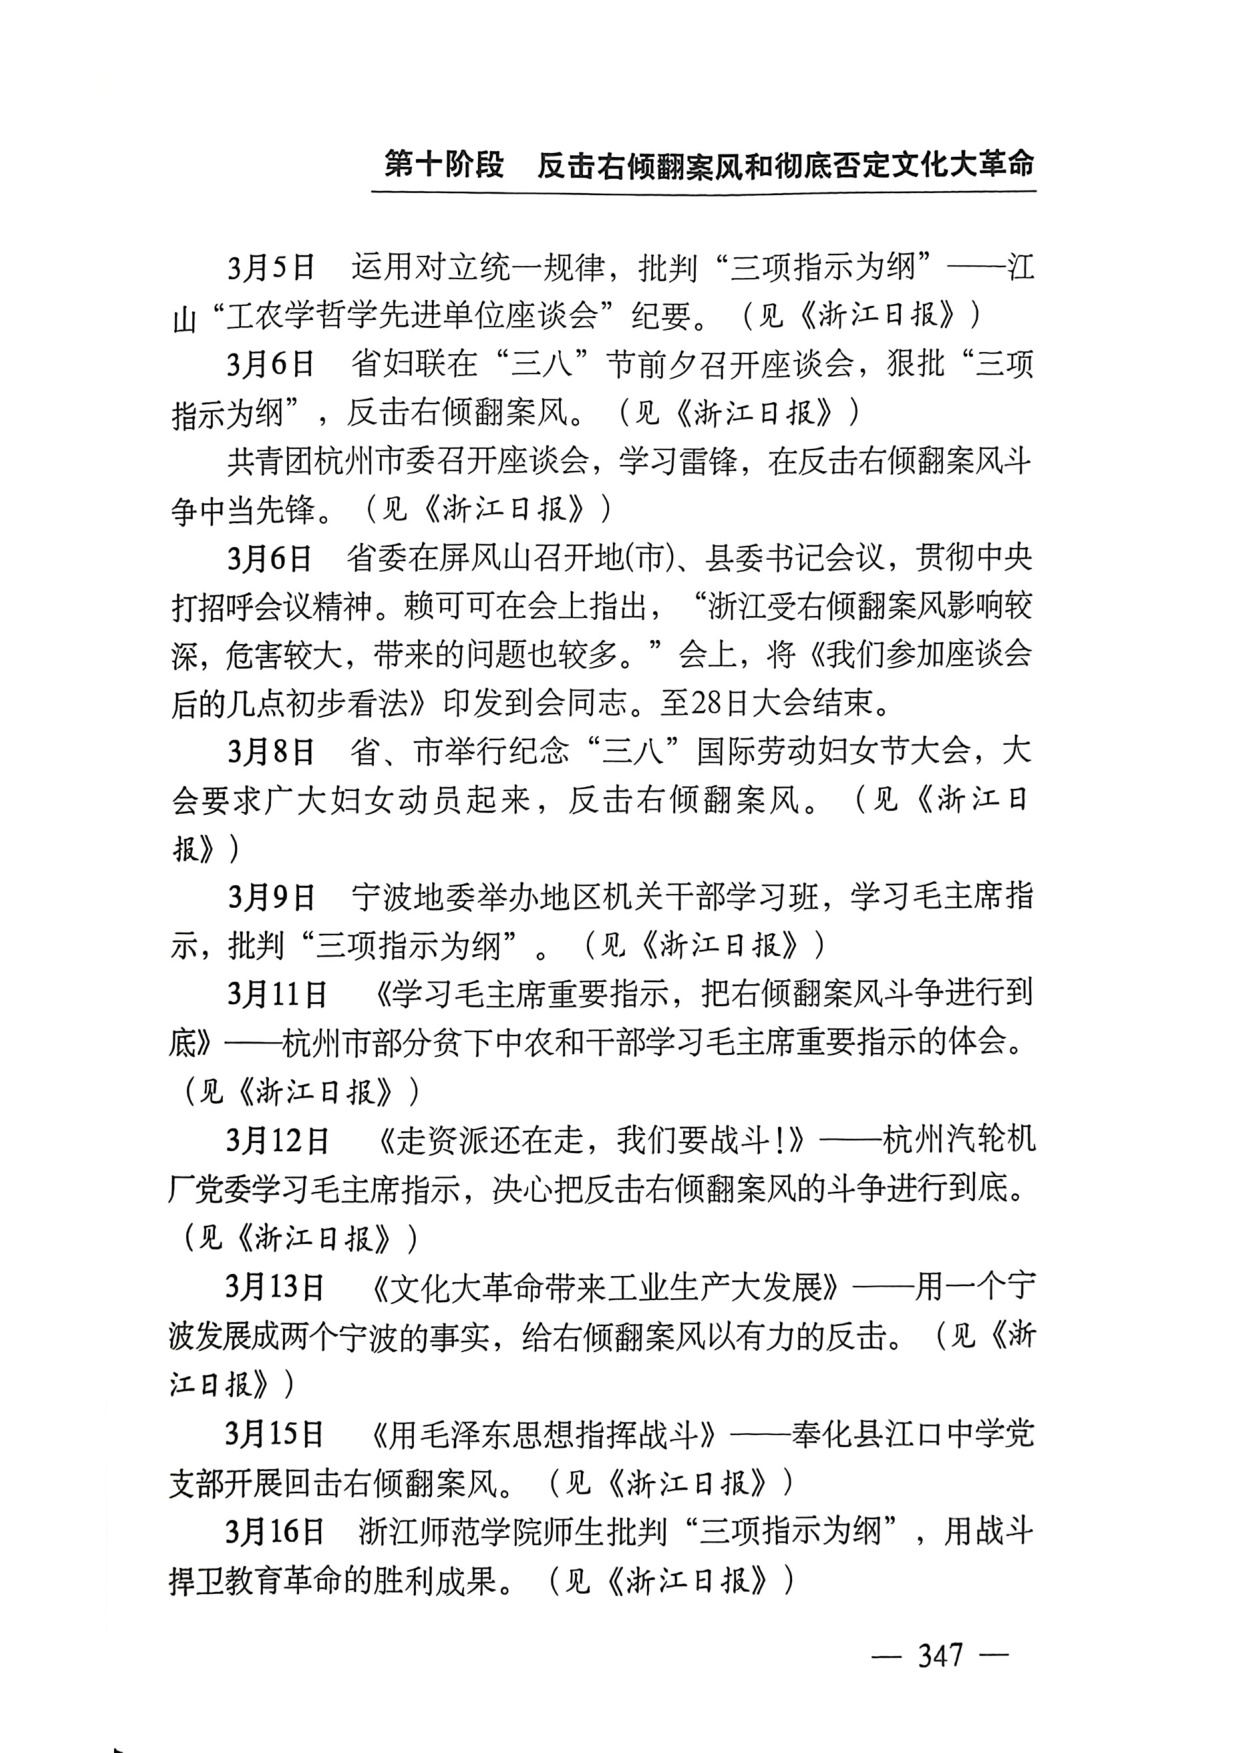 第十阶段　反击右倾翻案风和彻底否定文化大革命
3月5日　运用对立统一规律，批判“三项指示为纲”——江
山“工农学哲学先进单位座谈会”纪要。（见《浙江日报》）
3月6日　省妇联在“三八”节前夕召开座谈会，狠批“三项
指示为纲”，反击右倾翻案风。（见《浙江日报》）
共青团杭州市委召开座谈会，学习雷锋，在反击右倾翻案风斗
争中当先锋。（见《浙江日报》）
3月6日　省委在屏风山召开地(市)、县委书记会议，贯彻中央
打招呼会议精神。赖可可在会上指出，“浙江受右倾翻案风影响较
深，危害较大，带来的问题也较多。”会上，将《我们参加座谈会
后的几点初步看法》印发到会同志。至28日大会结束。
3月8日　省、市举行纪念“三八”国际劳动妇女节大会，大
会要求广大妇女动员起来，反击右倾翻案风。（见《浙江日
报》）
3月9日　宁波地委举办地区机关干部学习班，学习毛主席指
示，批判“三项指示为纲”。（见《浙江日报》）
3月11日　《学习毛主席重要指示，把右倾翻案风斗争进行到
底》——杭州市部分贫下中农和干部学习毛主席重要指示的体会。
（见《浙江日报》）
3月12日　《走资派还在走，我们要战斗！》——杭州汽轮机
厂党委学习毛主席指示，决心把反击右倾翻案风的斗争进行到底。
（见《浙江日报》）
3月13日　《文化大革命带来工业生产大发展》——用一个宁
波发展成两个宁波的事实，给右倾翻案风以有力的反击。（见《浙
江日报》）
3月15日　《用毛泽东思想指挥战斗》——奉化县江口中学党
支部开展回击右倾翻案风。（见《浙江日报》）
3月16日　浙江师范学院师生批判“三项指示为纲”，用战斗
捍卫教育革命的胜利成果。（见《浙江日报》）
— 347 —